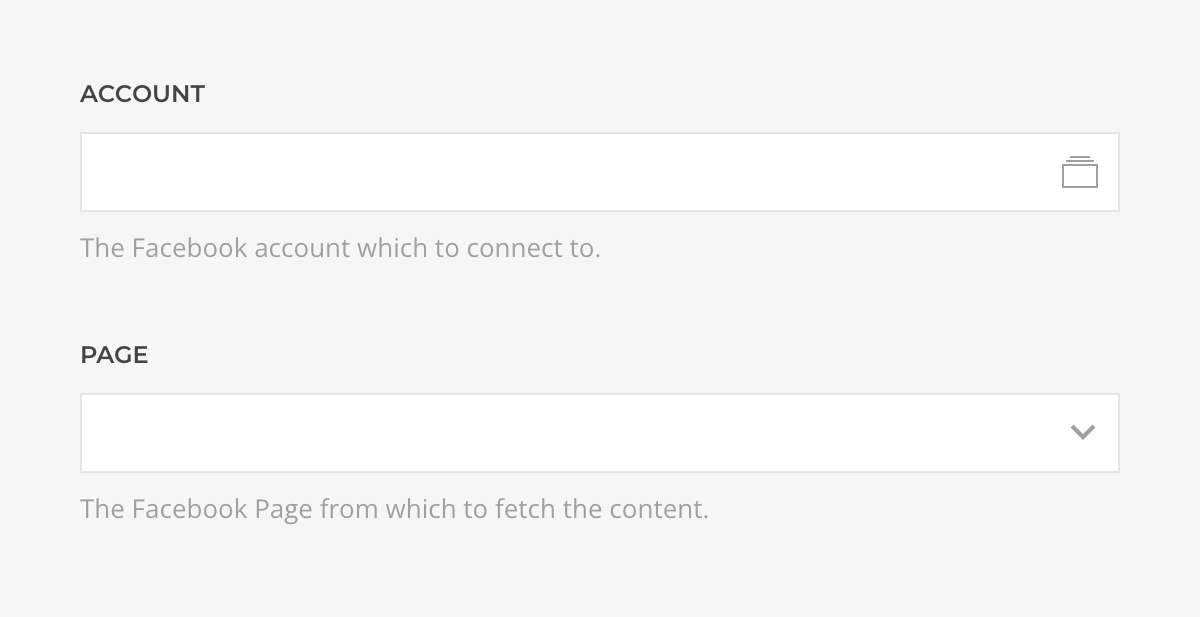 ACCOUNT
The Facebook account which to connect to.
PAGE
The Facebook Page from which to fetch the content.